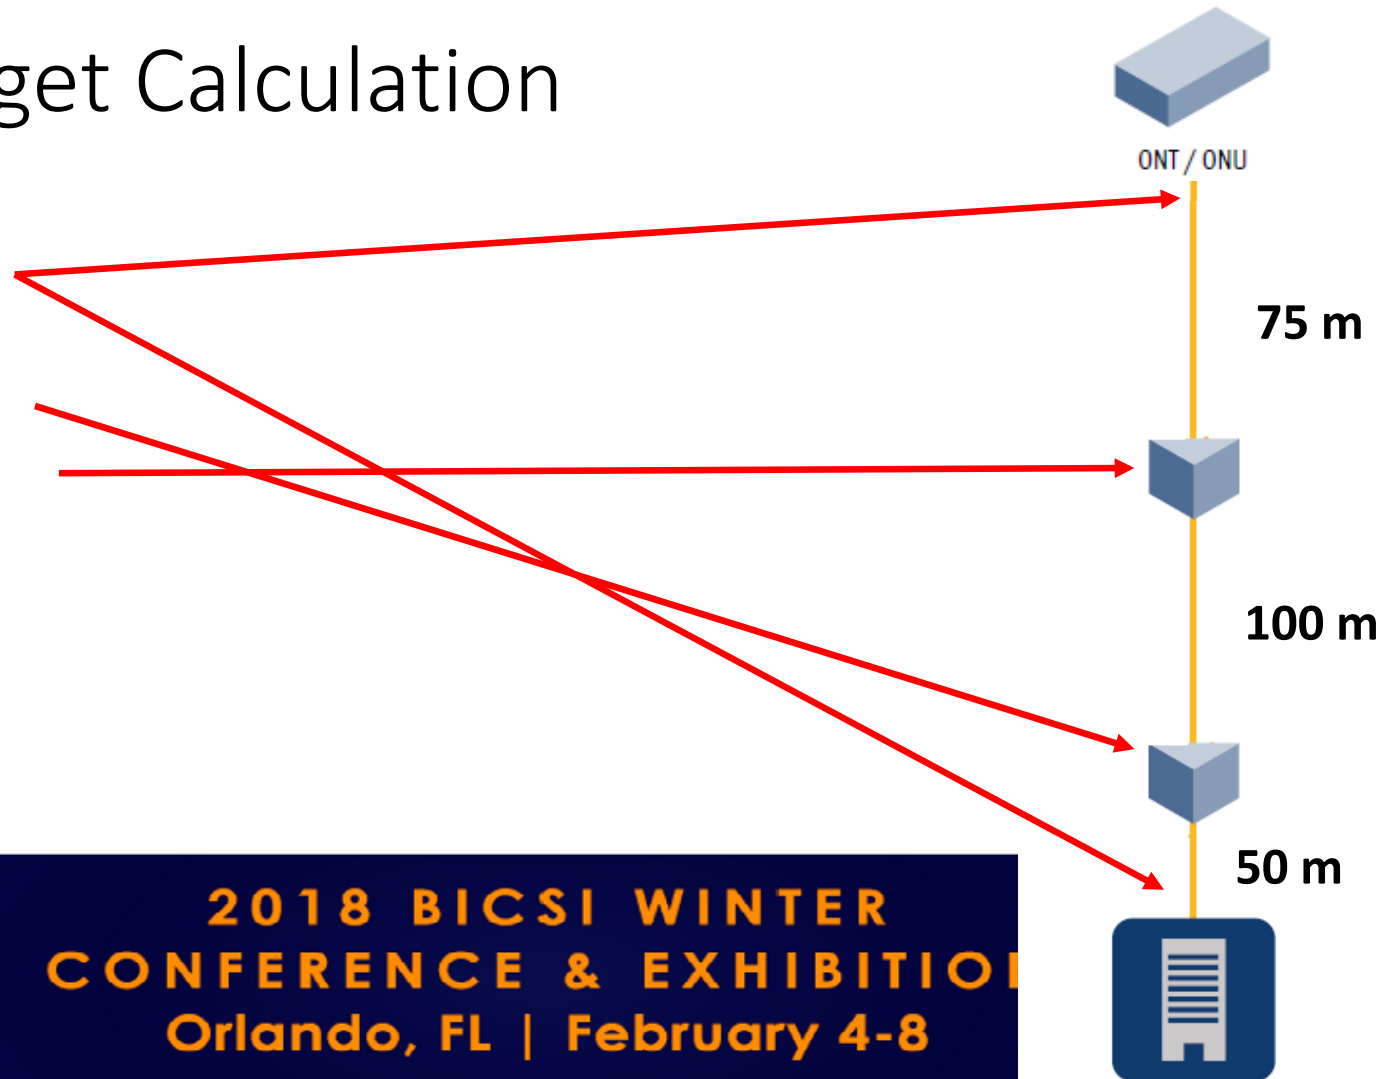 get Calculation
ONT / ONU
75 m
100 m
50 m
2018 BICSI WINTER
CONFERENCE & EXHIBITIO
Orlando, FL | February 4-8